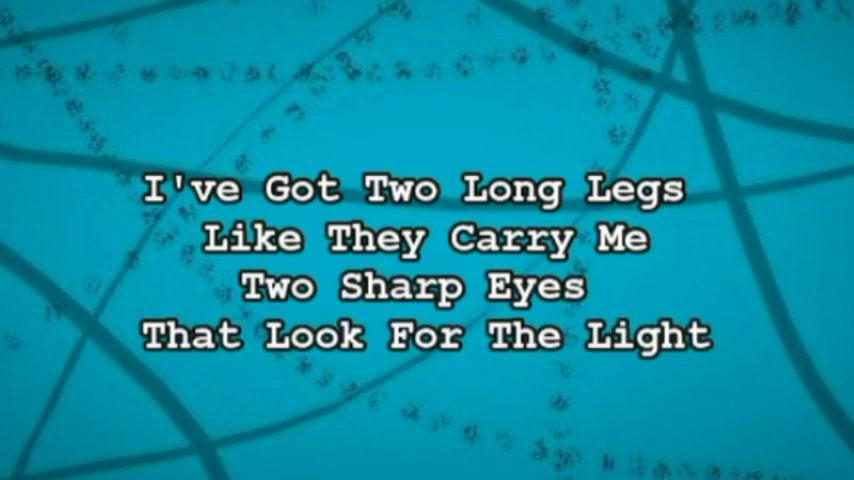 I've Got Two Long Legs
Like They Carry Me
Two Sharp Eyes
That Look For The Light